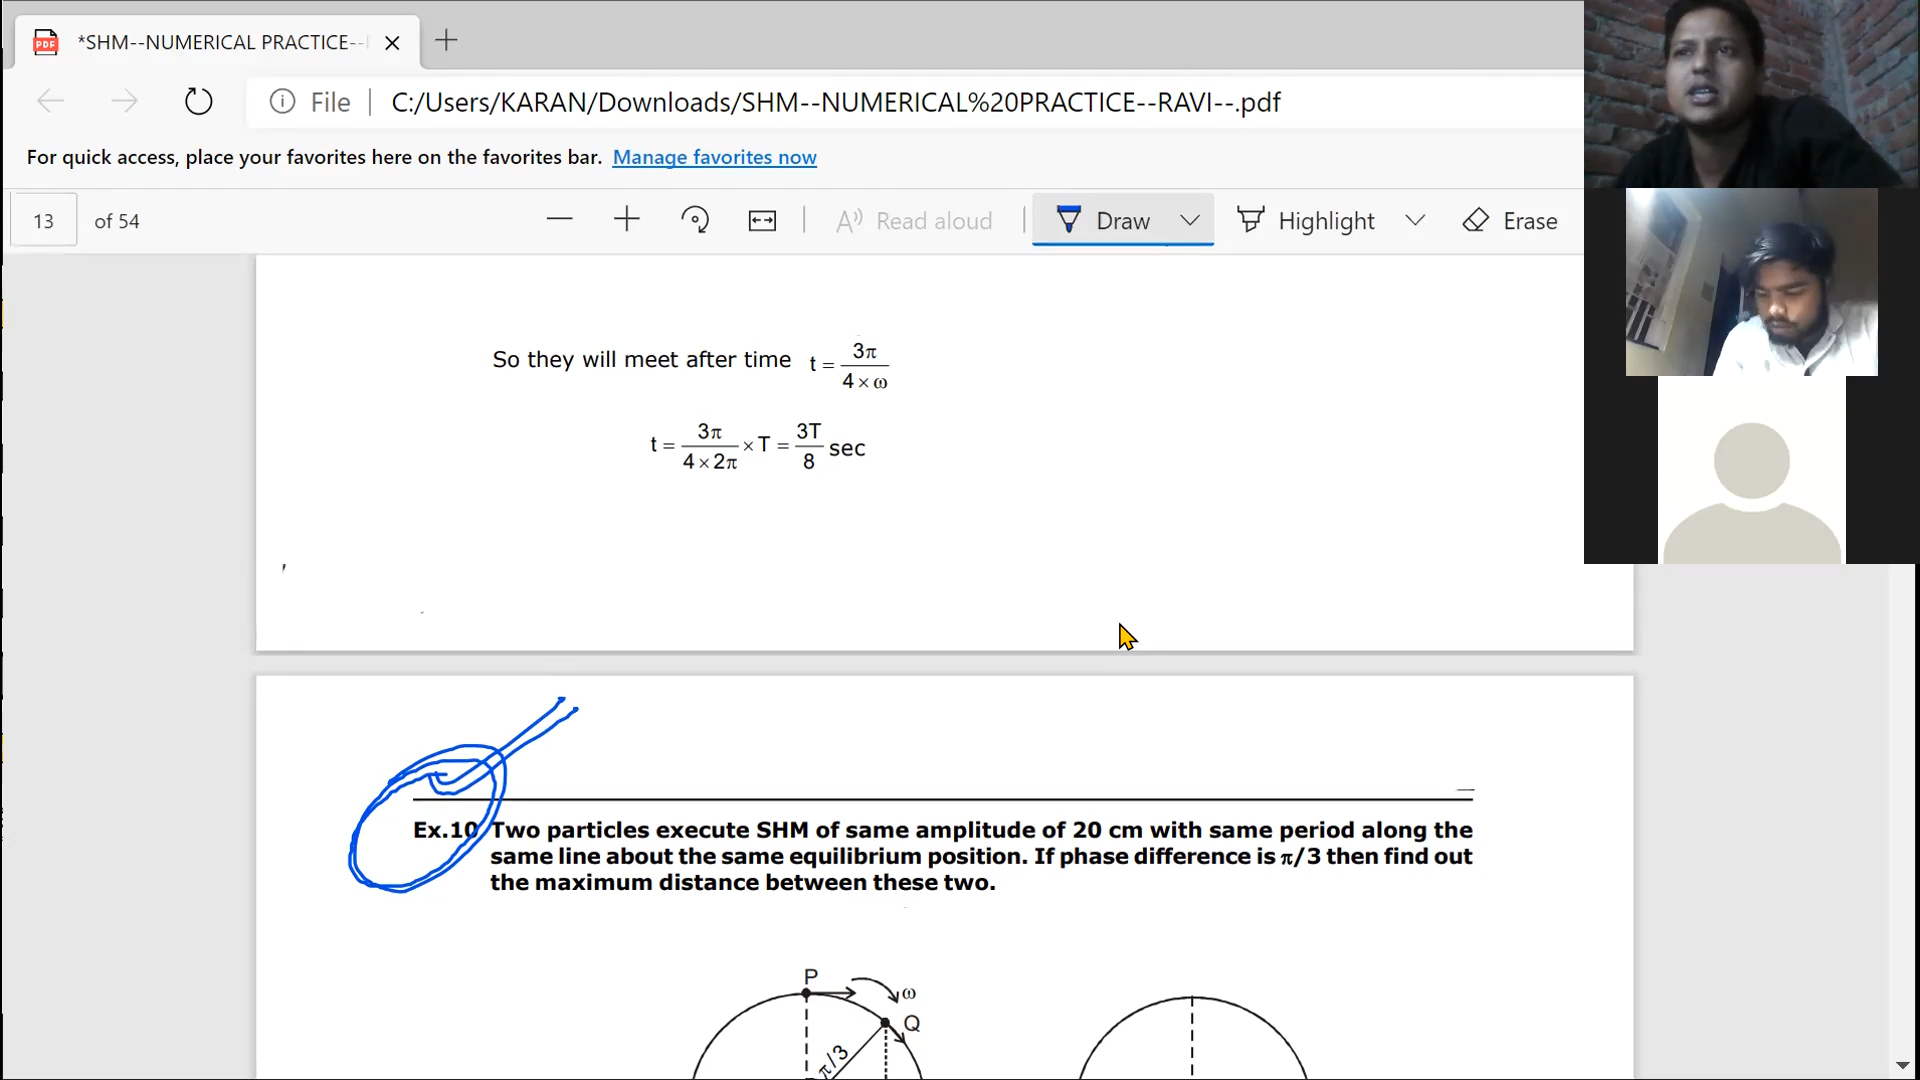 *SHM--NUMERICAL PRACTICE--
File C:/Users/KARAN/Downloads/SHM--NUMERICAL%20PRACTICE--RAVI--.pdf
For quick access, place your favorites here on the favorites bar. Manage favorites now
13 of 54 Read aloud Draw Highlight Erase
So they will meet after time t = 3π / 4 × ω
t = 3π / 4 × 2π × T = 3T / 8 sec
Ex.10 Two particles execute SHM of same amplitude of 20 cm with same period along the
same line about the same equilibrium position. If phase difference is π/3 then find out
the maximum distance between these two.
P
ω
Q
π/3